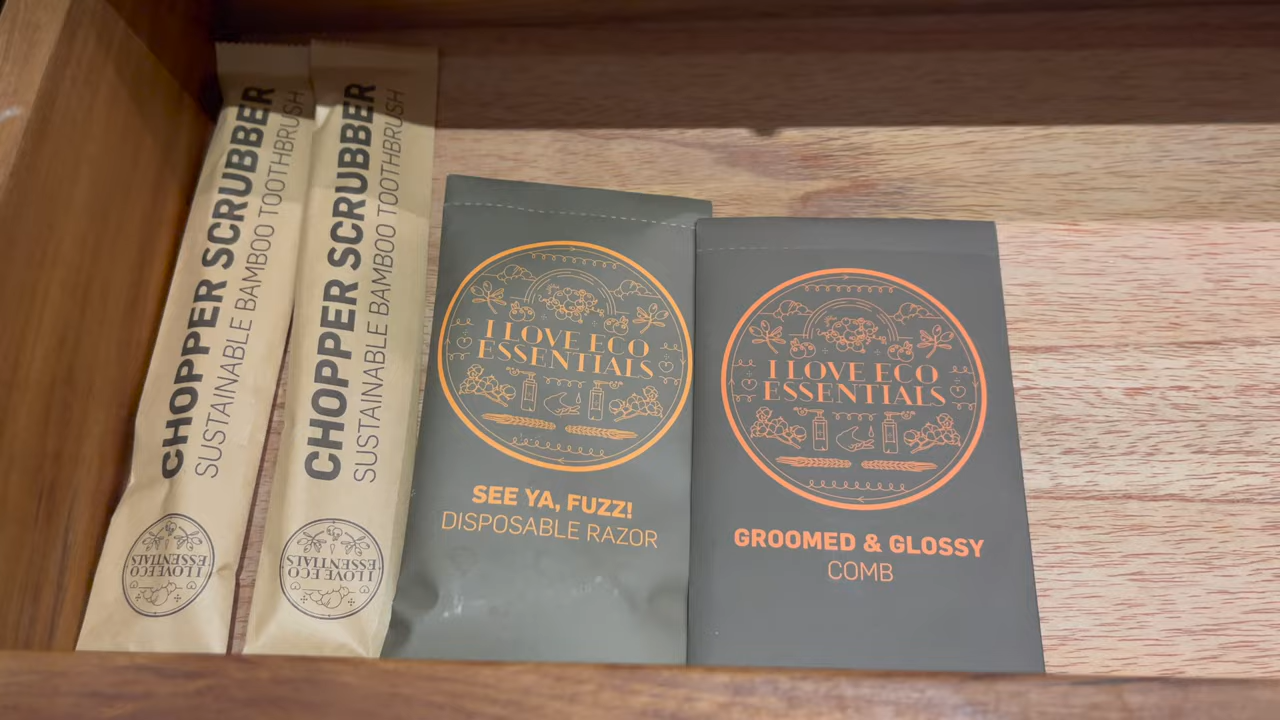 CHOPPER SCRUBBER
SUSTAINABLE BAMBOO TOOTHBRUSH
I LOVE ECO
ESSENTIALS
CHOPPER SCRUBBER
SUSTAINABLE BAMBOO TOOTHBRUSH
I LOVE ECO
ESSENTIALS
I LOVE ECO
ESSENTIALS
SEE YA, FUZZ!
DISPOSABLE RAZOR
I LOVE ECO
ESSENTIALS
GROOMED & GLOSSY
COMB